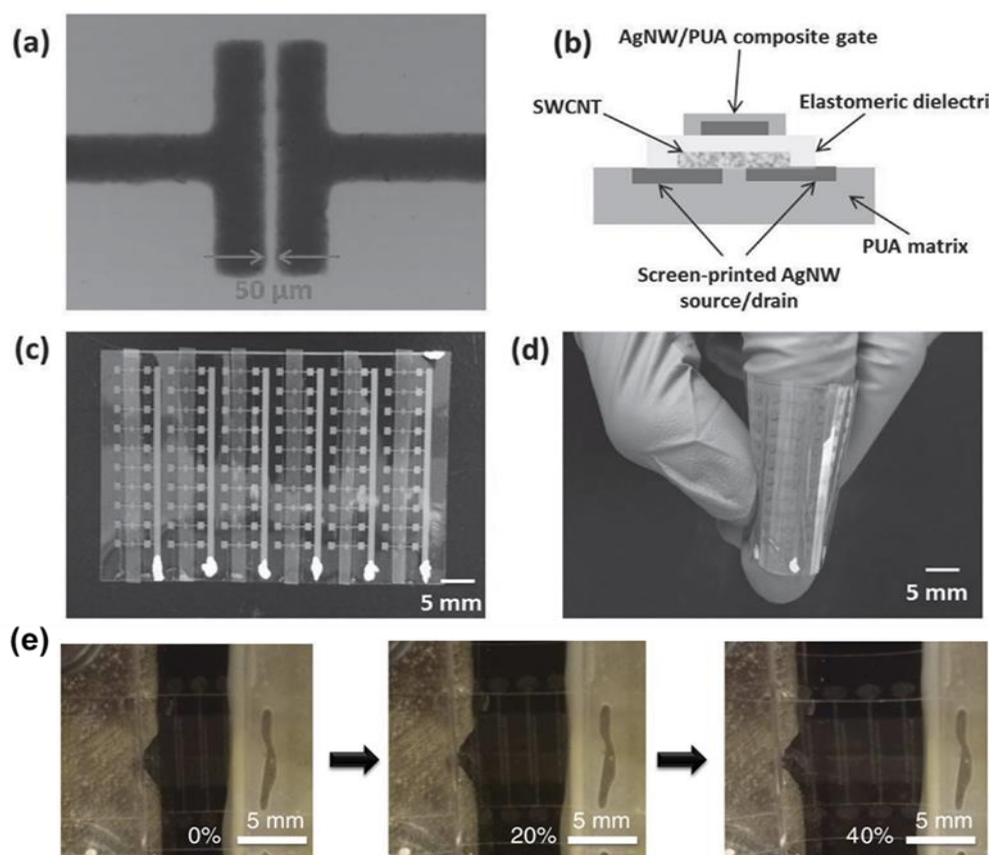 (a)
50 μm
(b)
AgNW/PUA composite gate
SWCNT
Elastomeric dielectri
PUA matrix
Screen-printed AgNW
source/drain
(c)
5 mm
(d)
5 mm
(e)
0%
5 mm
20%
5 mm
40%
5 mm